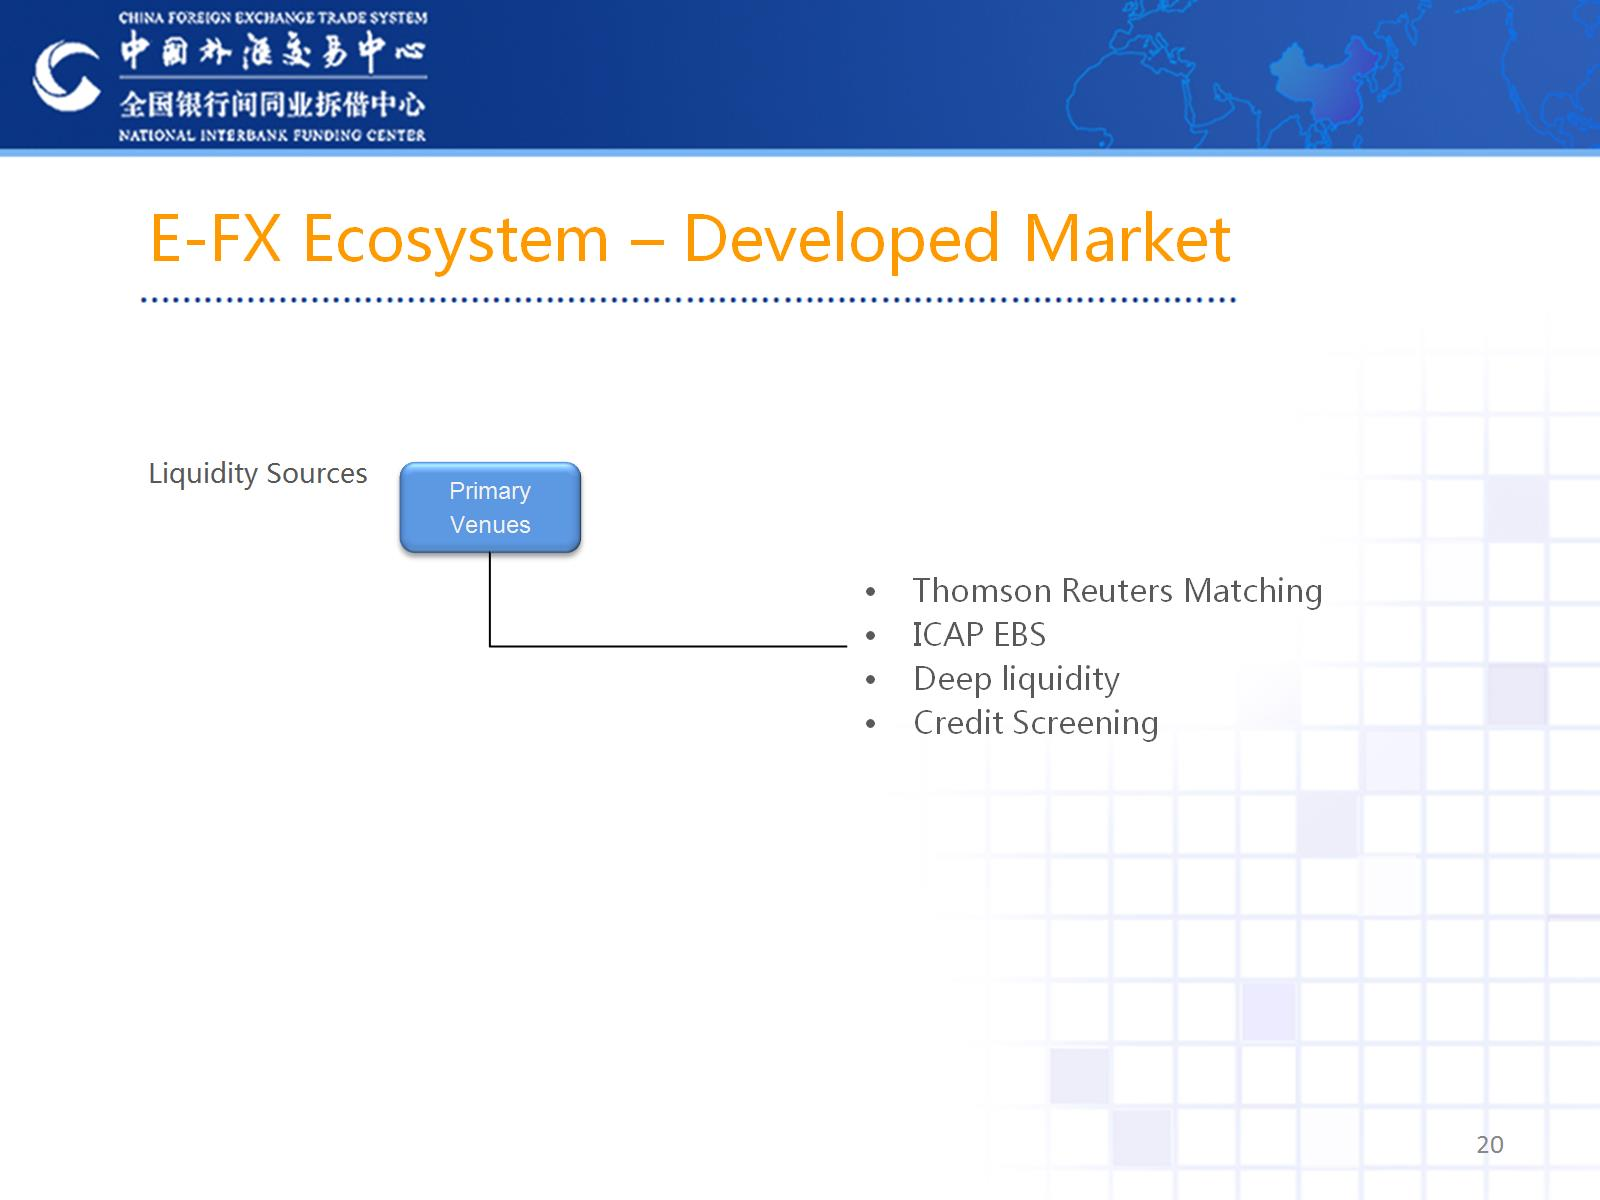 CHINA FOREIGN EXCHANGE TRADE SYSTEM
中国外汇交易中心
全国银行间同业拆借中心
NATIONAL INTERBANK FUNDING CENTER
E-FX Ecosystem – Developed Market
Liquidity Sources
Primary
Venues
• Thomson Reuters Matching
• ICAP EBS
• Deep liquidity
• Credit Screening
20